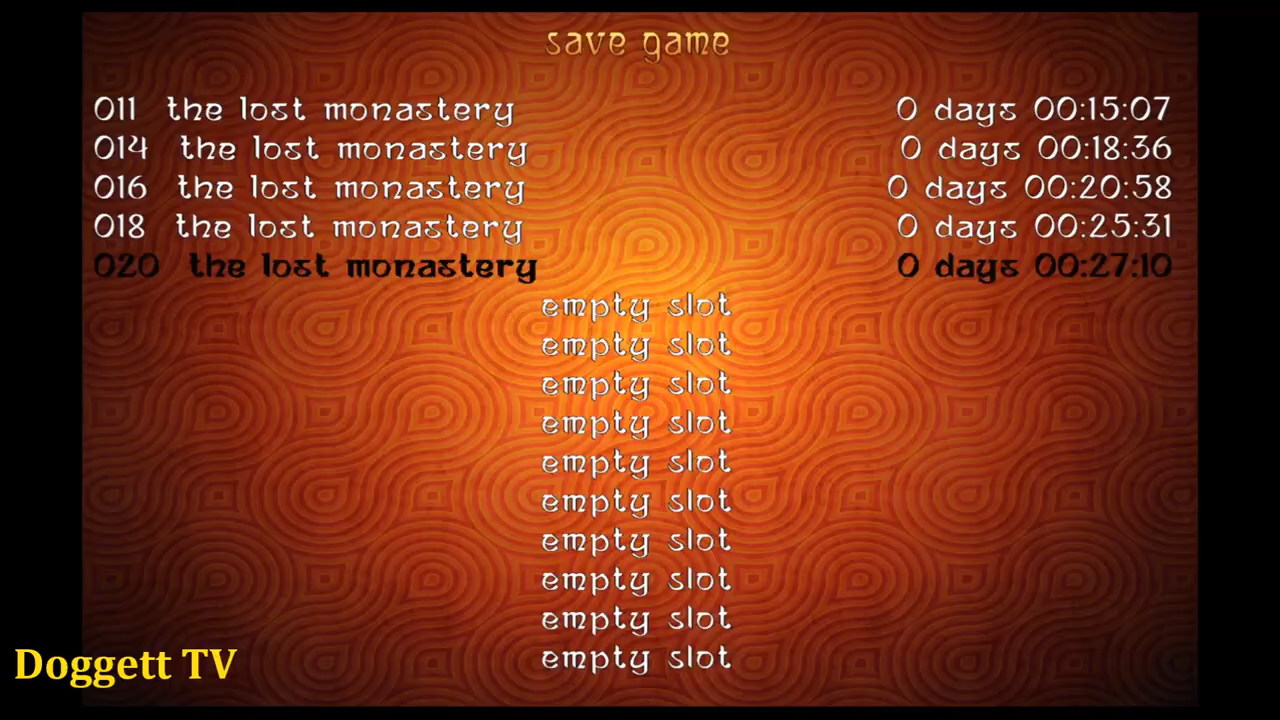 save game
011 the lost monastery 0 days 00:15:07
014 the lost monastery 0 days 00:18:36
016 the lost monastery 0 days 00:20:58
018 the lost monastery 0 days 00:25:31
020 the lost monastery 0 days 00:27:10
empty slot
empty slot
empty slot
empty slot
empty slot
empty slot
empty slot
empty slot
empty slot
empty slot
Doggett TV